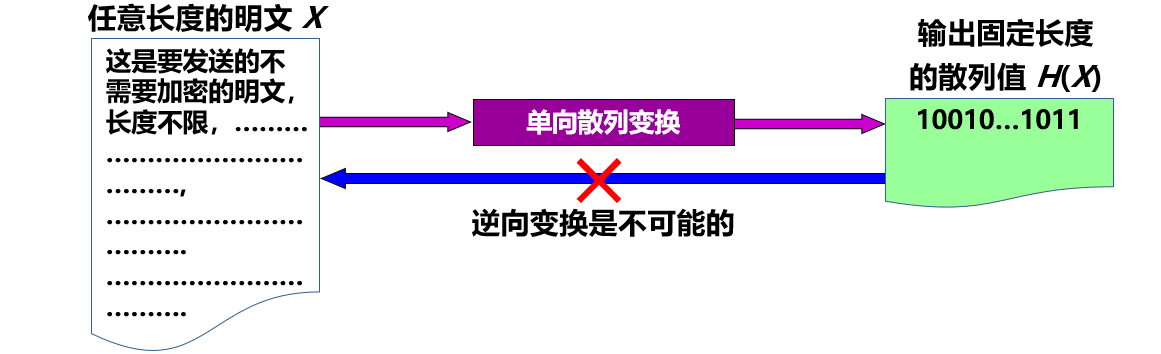 任意长度的明文 X
这是要发送的不
需要加密的明文，
长度不限，………
……………………
………,
……………………
……….
……………………
……….
单向散列变换
逆向变换是不可能的
输出固定长度
的散列值 H(X)
10010…1011